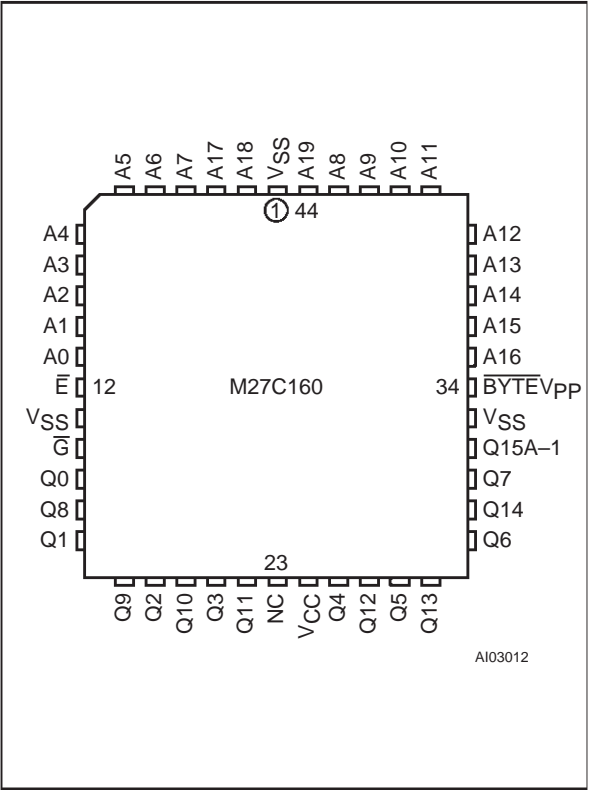 A5 A6 A7 A17 A18 VSS A19 A8 A9 A10 A11
1 44
A4
A3
A2
A1
A0
E̅
VSS
G̅
Q0
Q8
Q1
12 M27C160 34
A12
A13
A14
A15
A16
B̅Y̅T̅E̅VPP
VSS
Q15A–1
Q7
Q14
Q6
23
Q9 Q2 Q10 Q3 Q11 NC VCC Q4 Q12 Q5 Q13
AI03012